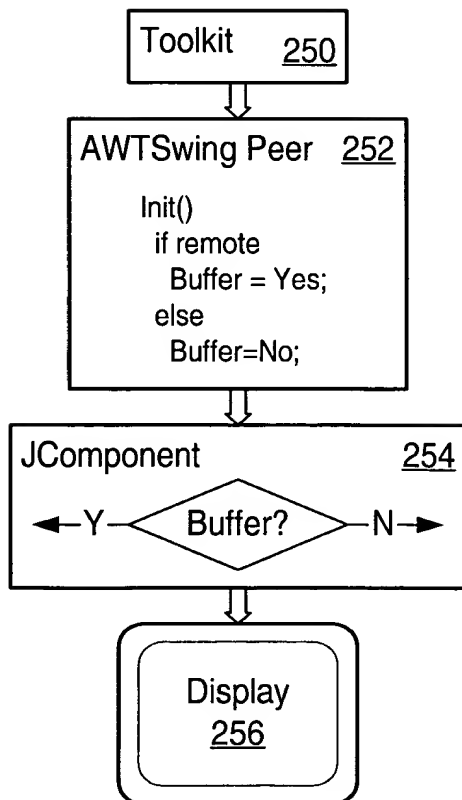 Toolkit 250
AWTSwing Peer 252
Init()
if remote
Buffer = Yes;
else
Buffer=No;
JComponent 254
Y Buffer? N
Display
256